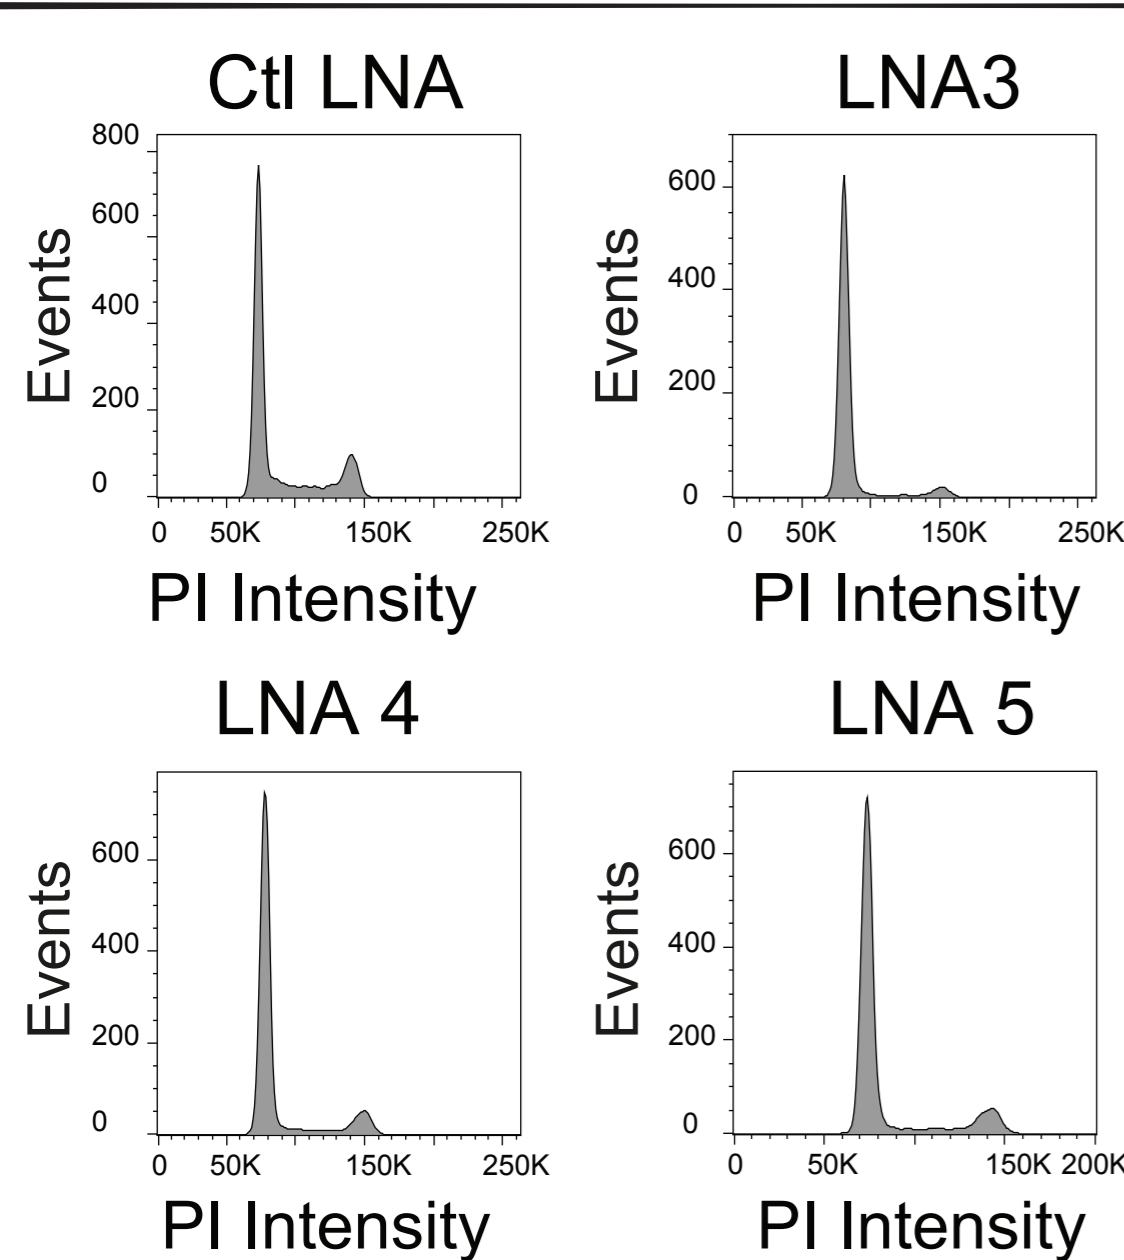 Ctl LNA
800
600
400
200
0
Events
0 50K 150K 250K
PI Intensity
LNA3
600
400
200
0
Events
0 50K 150K 250K
PI Intensity
LNA 4
600
400
200
0
Events
0 50K 150K 250K
PI Intensity
LNA 5
600
400
200
0
Events
0 50K 150K 200K
PI Intensity